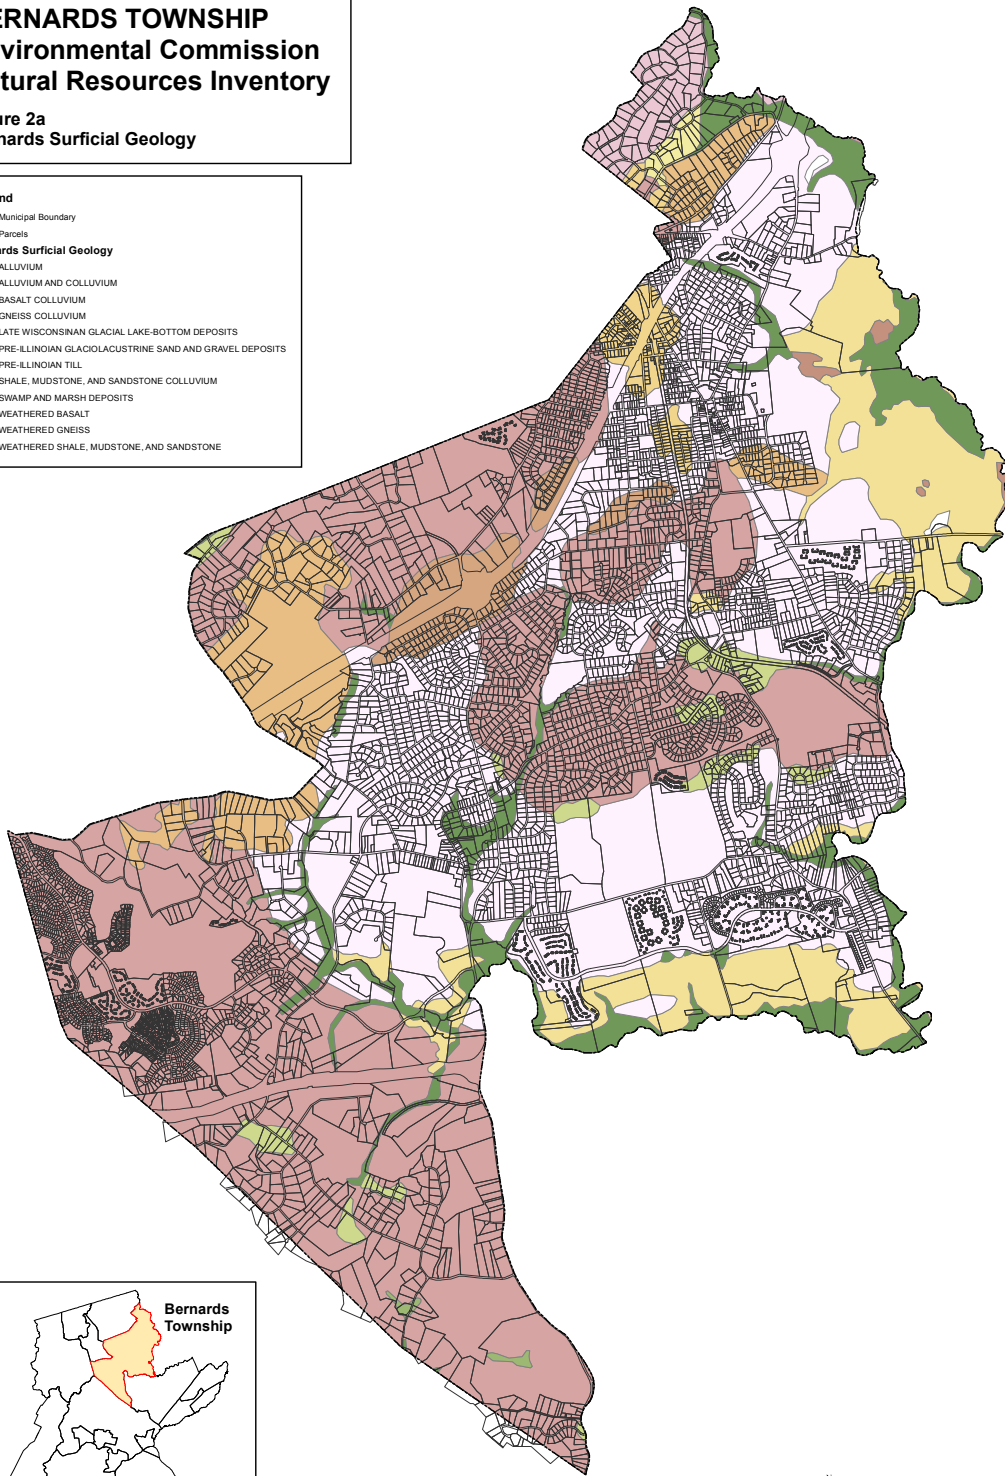 ERNARDS TOWNSHIP
vironmental Commission
tural Resources Inventory
ure 2a
nards Surficial Geology
nd
Municipal Boundary
Parcels
rds Surficial Geology
ALLUVIUM
ALLUVIUM AND COLLUVIUM
BASALT COLLUVIUM
GNEISS COLLUVIUM
LATE WISCONSINAN GLACIAL LAKE-BOTTOM DEPOSITS
PRE-ILLINOIAN GLACIOLACUSTRINE SAND AND GRAVEL DEPOSITS
PRE-ILLINOIAN TILL
SHALE, MUDSTONE, AND SANDSTONE COLLUVIUM
SWAMP AND MARSH DEPOSITS
WEATHERED BASALT
WEATHERED GNEISS
WEATHERED SHALE, MUDSTONE, AND SANDSTONE
Bernards
Township